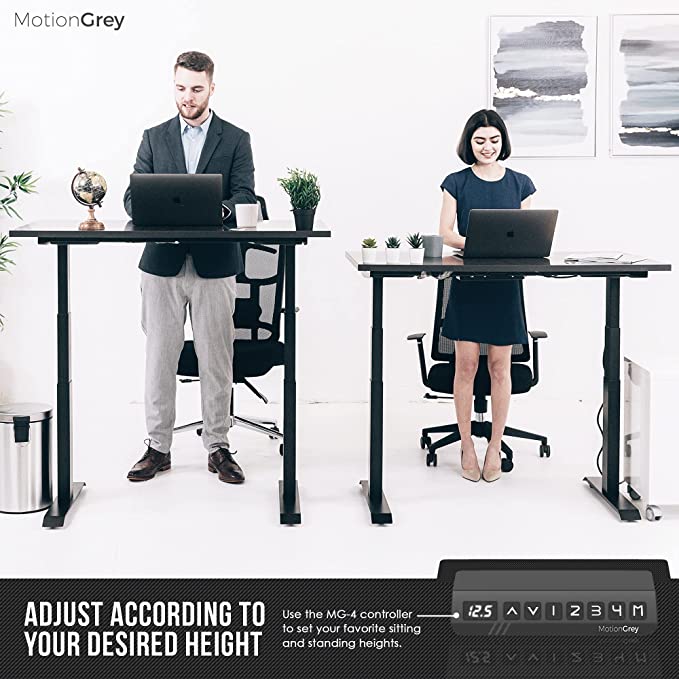 MotionGrey
ADJUST ACCORDING TO
YOUR DESIRED HEIGHT
Use the MG-4 controller
to set your favorite sitting
and standing heights.
12.5 1 2 3 4 M
MotionGrey